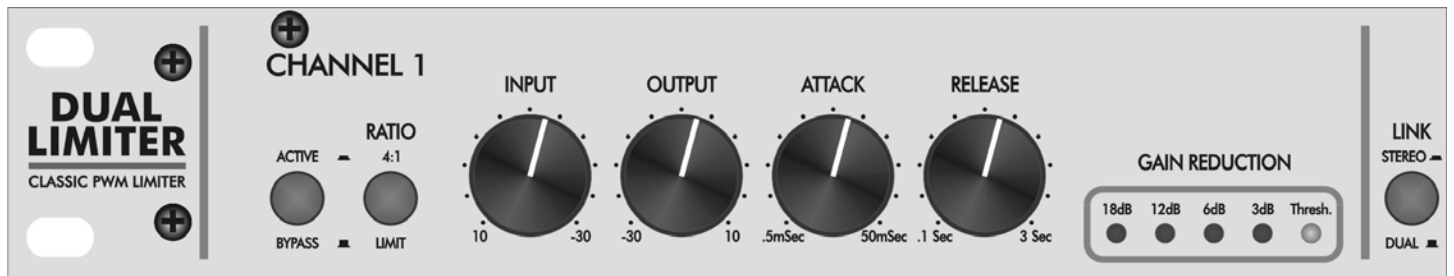 DUAL
LIMITER
CLASSIC PWM LIMITER
CHANNEL 1
RATIO
ACTIVE 4:1
BYPASS LIMIT
INPUT
10 -30
OUTPUT
-30 10
ATTACK
.5mSec 50mSec
RELEASE
.1 Sec 3 Sec
GAIN REDUCTION
18dB 12dB 6dB 3dB Thresh.
LINK
STEREO
DUAL